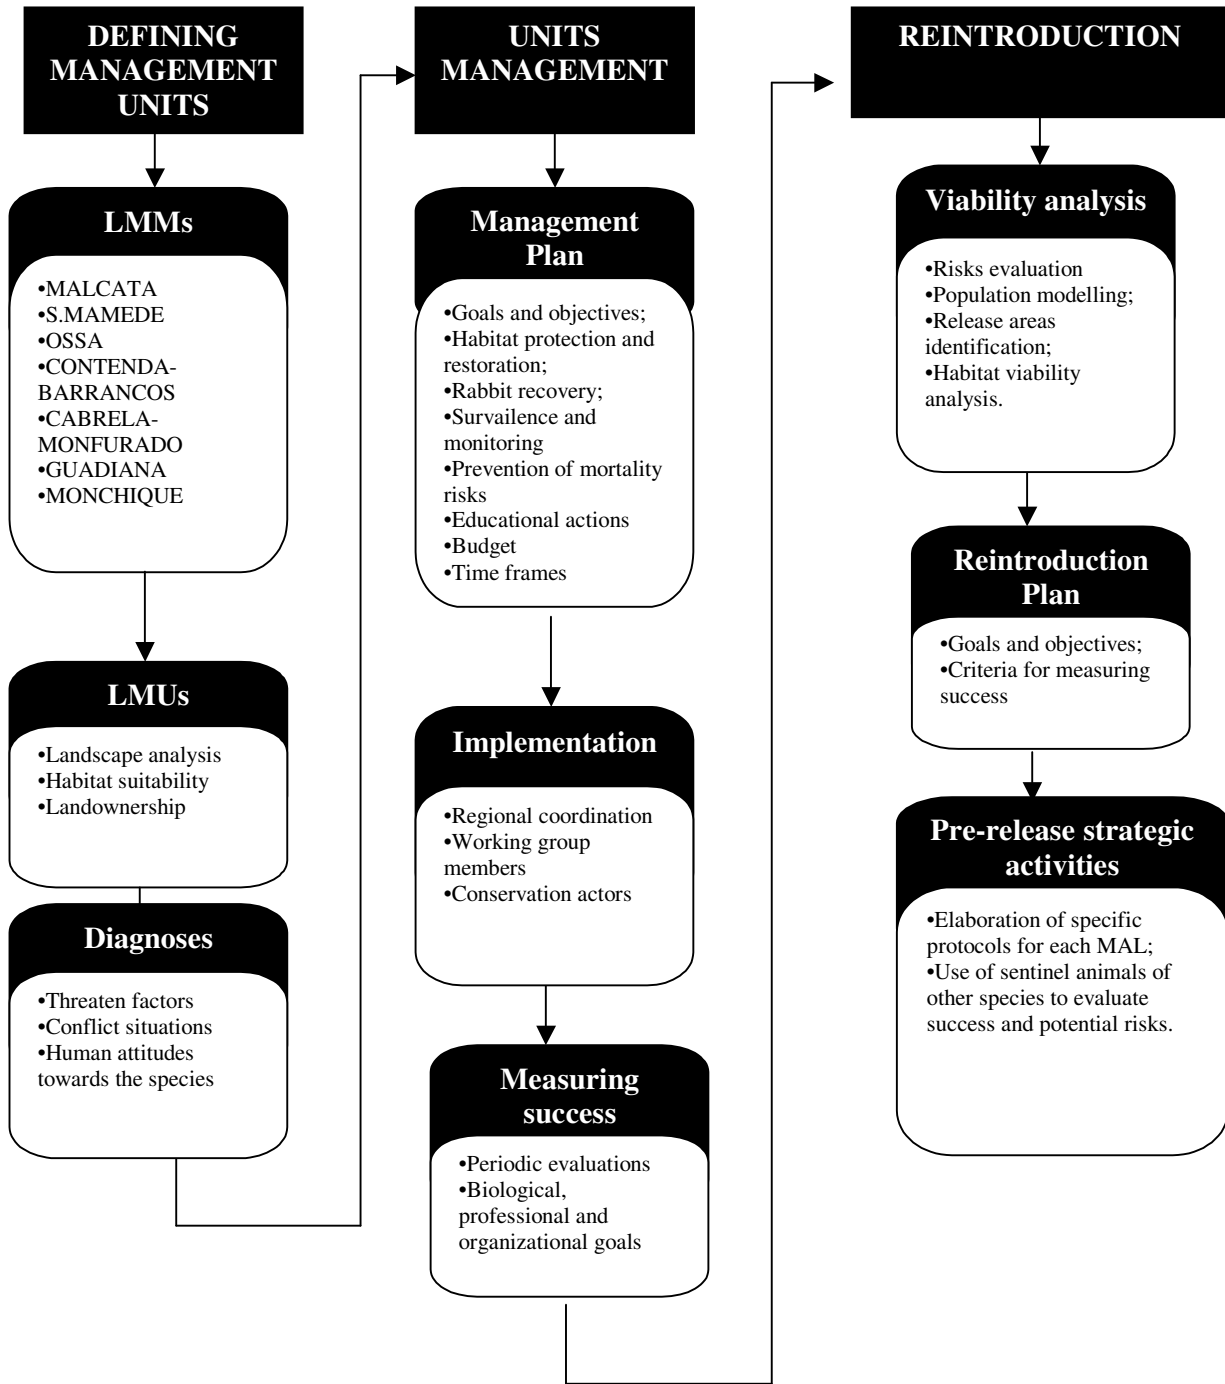 DEFINING
MANAGEMENT
UNITS
LMMs
•MALCATA
•S.MAMEDE
•OSSA
•CONTENDA-
BARRANCOS
•CABRELA-
MONFURADO
•GUADIANA
•MONCHIQUE
LMUs
•Landscape analysis
•Habitat suitability
•Landownership
Diagnoses
•Threaten factors
•Conflict situations
•Human attitudes
towards the species
UNITS
MANAGEMENT
Management
Plan
•Goals and objectives;
•Habitat protection and
restoration;
•Rabbit recovery;
•Survailence and
monitoring
•Prevention of mortality
risks
•Educational actions
•Budget
•Time frames
Implementation
•Regional coordination
•Working group
members
•Conservation actors
Measuring
success
•Periodic evaluations
•Biological,
professional and
organizational goals
REINTRODUCTION
Viability analysis
•Risks evaluation
•Population modelling;
•Release areas
identification;
•Habitat viability
analysis.
Reintroduction
Plan
•Goals and objectives;
•Criteria for measuring
success
Pre-release strategic
activities
•Elaboration of specific
protocols for each MAL;
•Use of sentinel animals of
other species to evaluate
success and potential risks.